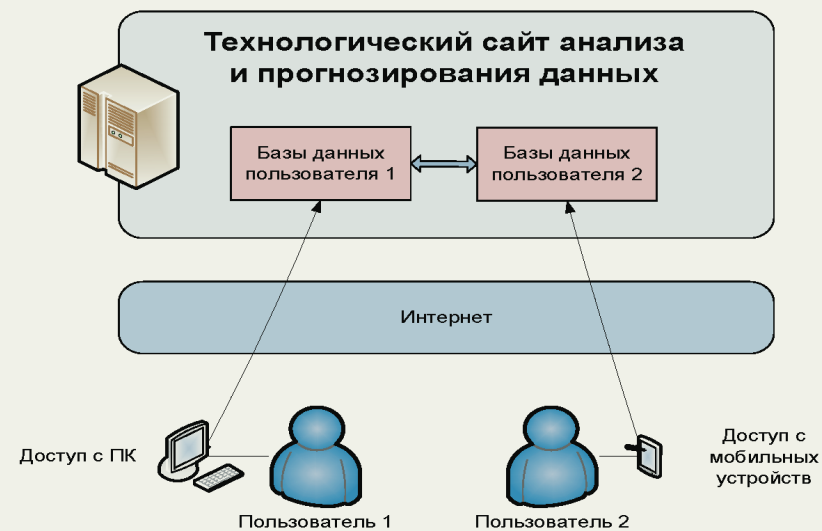 Технологический сайт анализа
и прогнозирования данных
Базы данных
пользователя 1
Базы данных
пользователя 2
Интернет
Доступ с ПК
Доступ с
мобильных
устройств
Пользователь 1
Пользователь 2